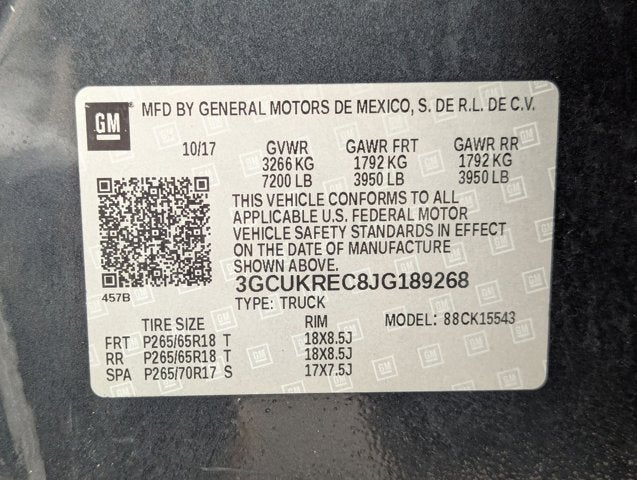 GM
MFD BY GENERAL MOTORS DE MEXICO, S. DE R.L. DE C.V.
10/17 GVWR GAWR FRT GAWR RR
3266 KG 1792 KG 1792 KG
7200 LB 3950 LB 3950 LB
THIS VEHICLE CONFORMS TO ALL
APPLICABLE U.S. FEDERAL MOTOR
VEHICLE SAFETY STANDARDS IN EFFECT
ON THE DATE OF MANUFACTURE
SHOWN ABOVE.
457B
3GCUKREC8JG189268
TYPE: TRUCK
TIRE SIZE RIM MODEL: 88CK15543
FRT P265/65R18 T 18X8.5J
RR P265/65R18 T 18X8.5J
SPA P265/70R17 S 17X7.5J